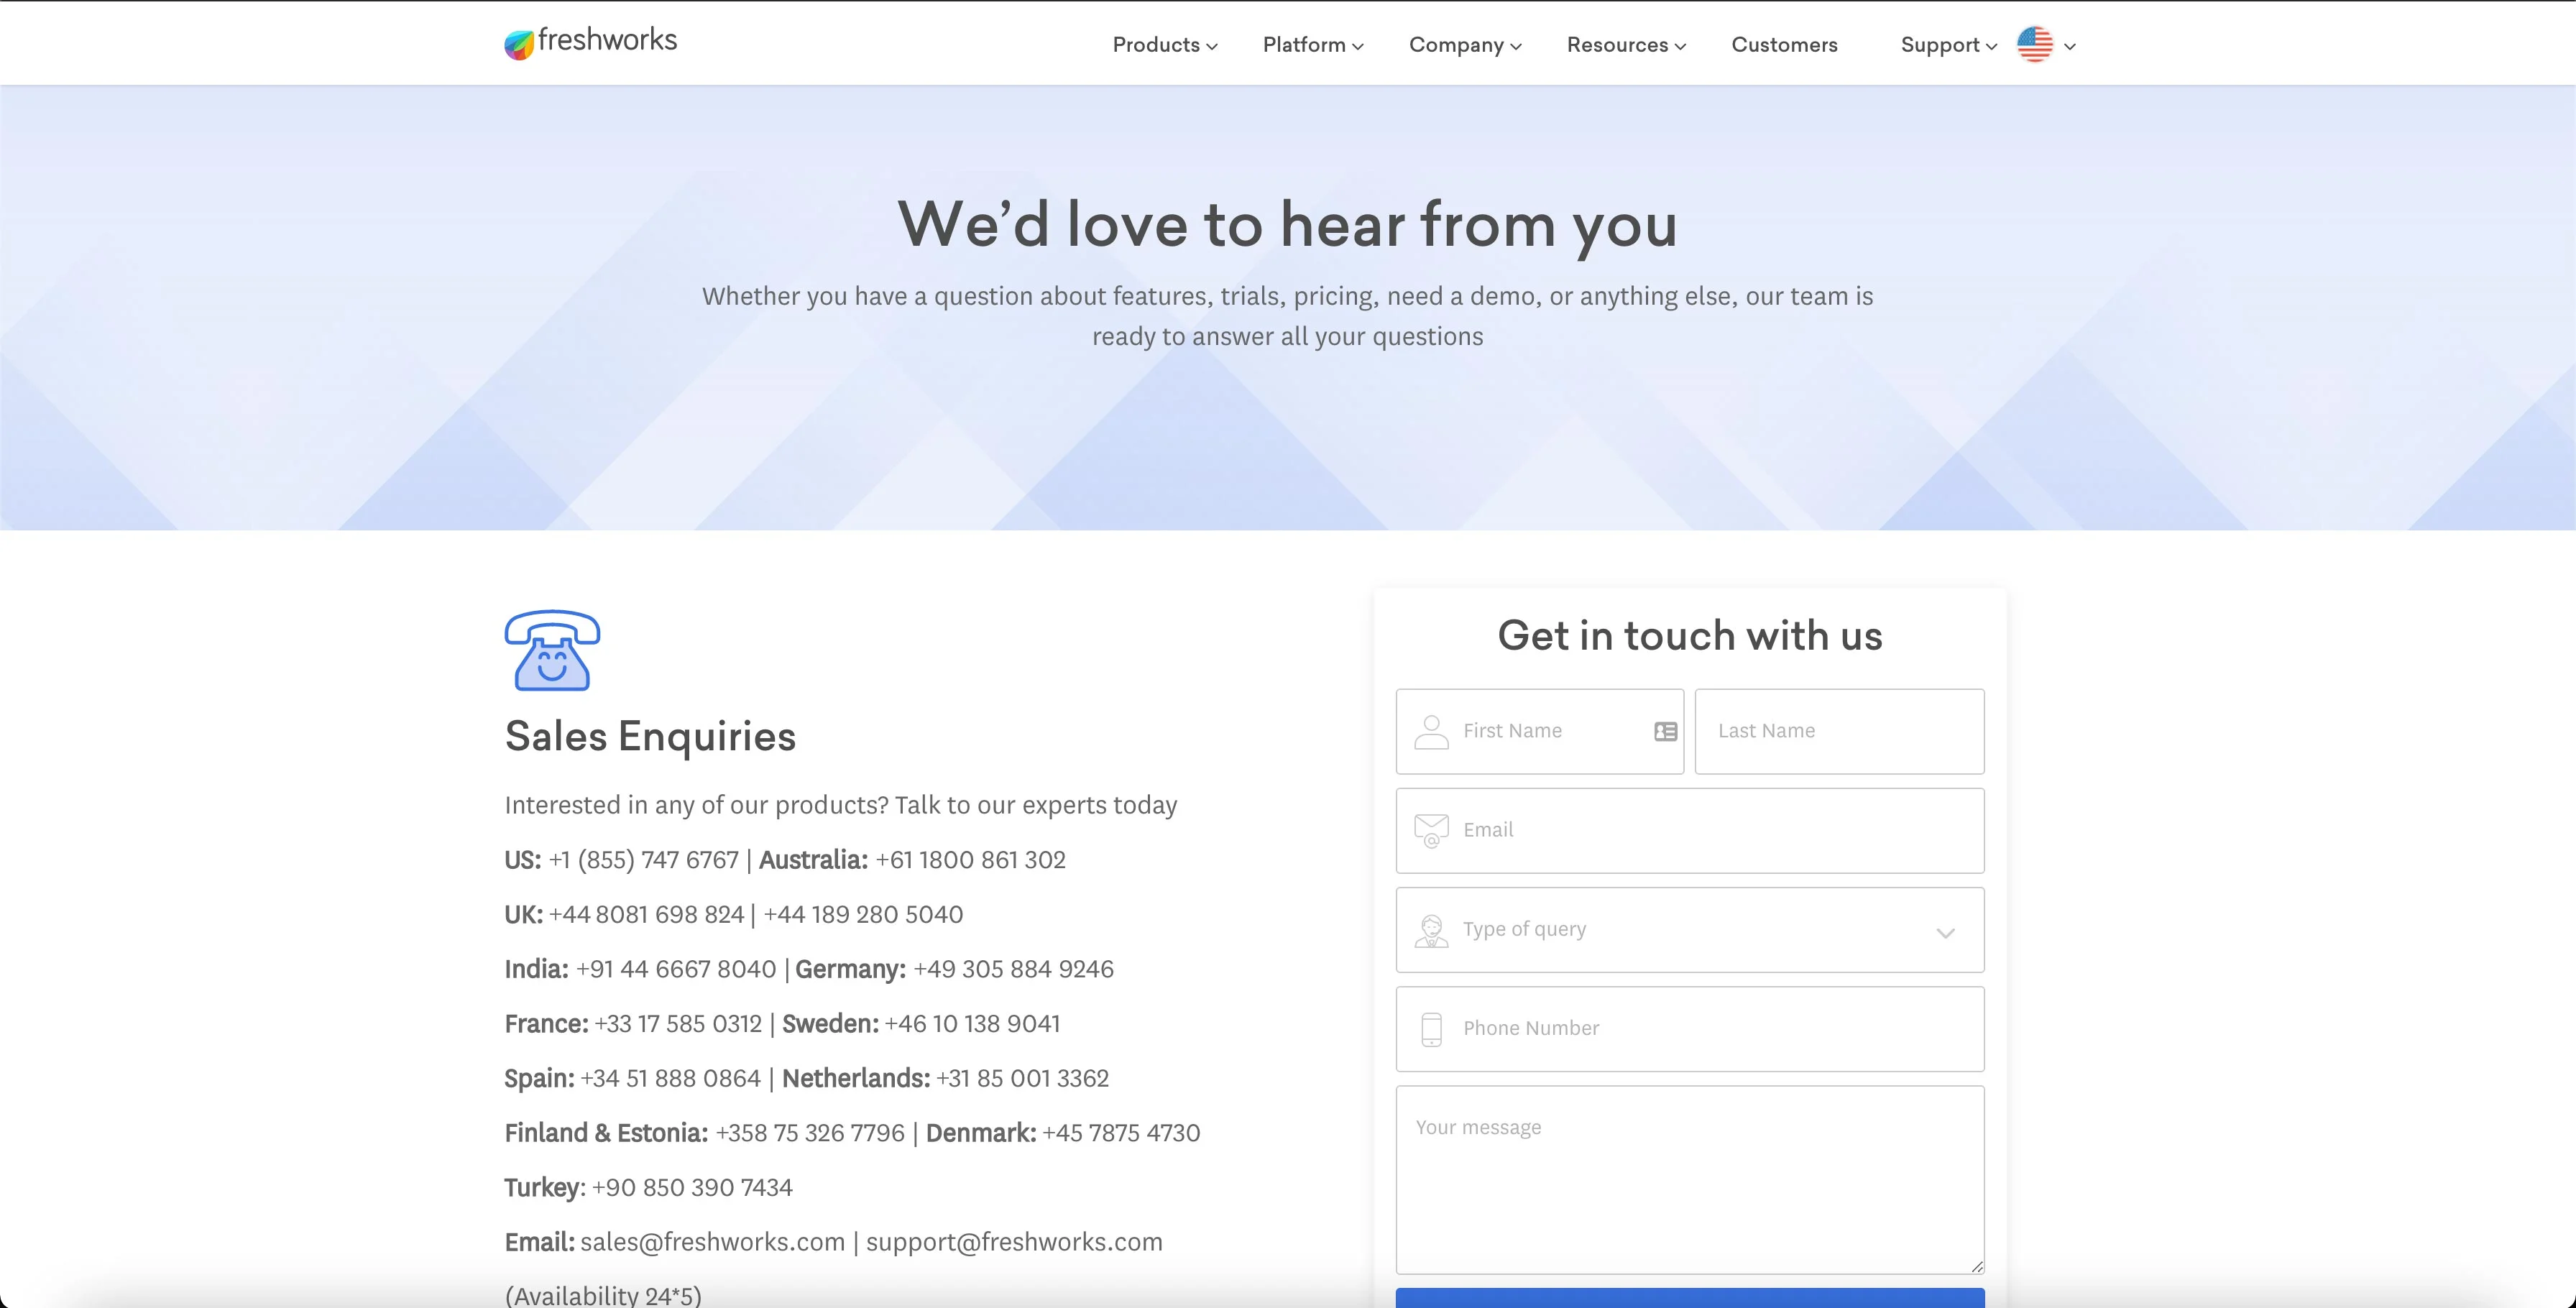 freshworks
Products
Platform
Company
Resources
Customers
Support
We’d love to hear from you
Whether you have a question about features, trials, pricing, need a demo, or anything else, our team is
ready to answer all your questions
Sales Enquiries
Interested in any of our products? Talk to our experts today
US: +1 (855) 747 6767 | Australia: +61 1800 861 302
UK: +44 8081 698 824 | +44 189 280 5040
India: +91 44 6667 8040 | Germany: +49 305 884 9246
France: +33 17 585 0312 | Sweden: +46 10 138 9041
Spain: +34 51 888 0864 | Netherlands: +31 85 001 3362
Finland & Estonia: +358 75 326 7796 | Denmark: +45 7875 4730
Turkey: +90 850 390 7434
Email: sales@freshworks.com | support@freshworks.com
(Availability 24*5)
Get in touch with us
First Name
Last Name
Email
Type of query
Phone Number
Your message